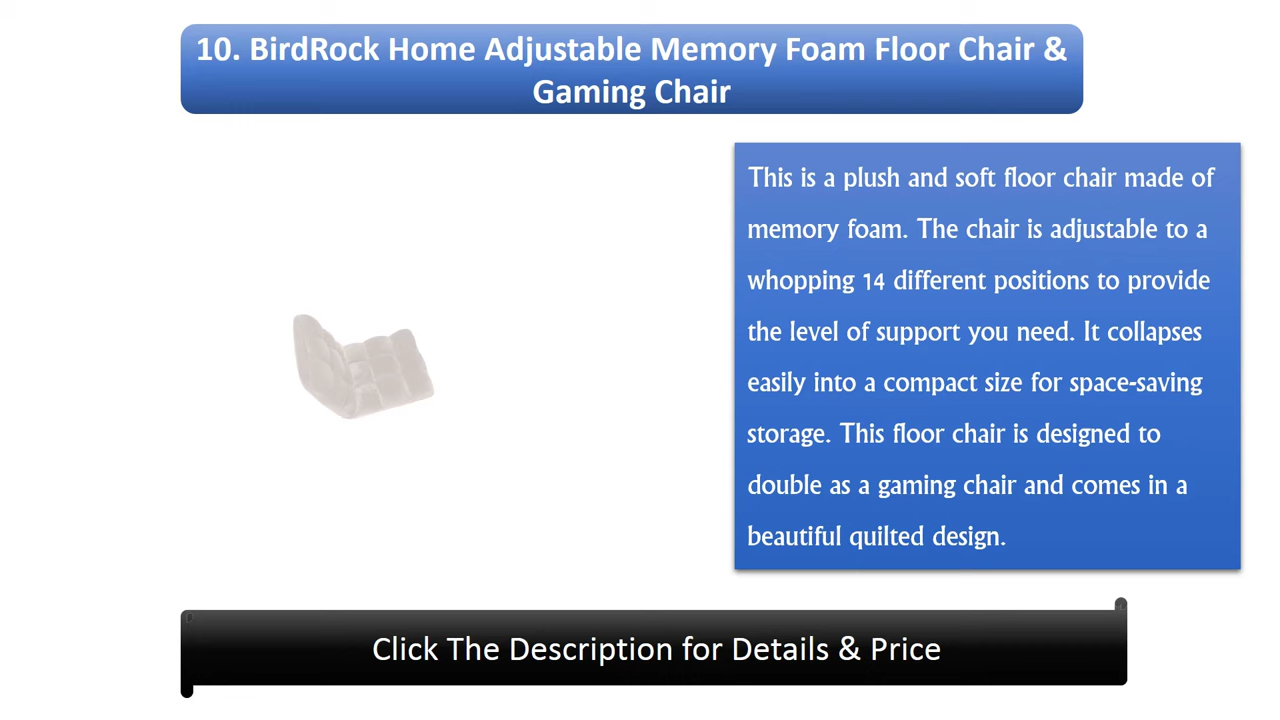 10. BirdRock Home Adjustable Memory Foam Floor Chair &
Gaming Chair
This is a plush and soft floor chair made of
memory foam. The chair is adjustable to a
whopping 14 different positions to provide
the level of support you need. It collapses
easily into a compact size for space-saving
storage. This floor chair is designed to
double as a gaming chair and comes in a
beautiful quilted design.
Click The Description for Details & Price